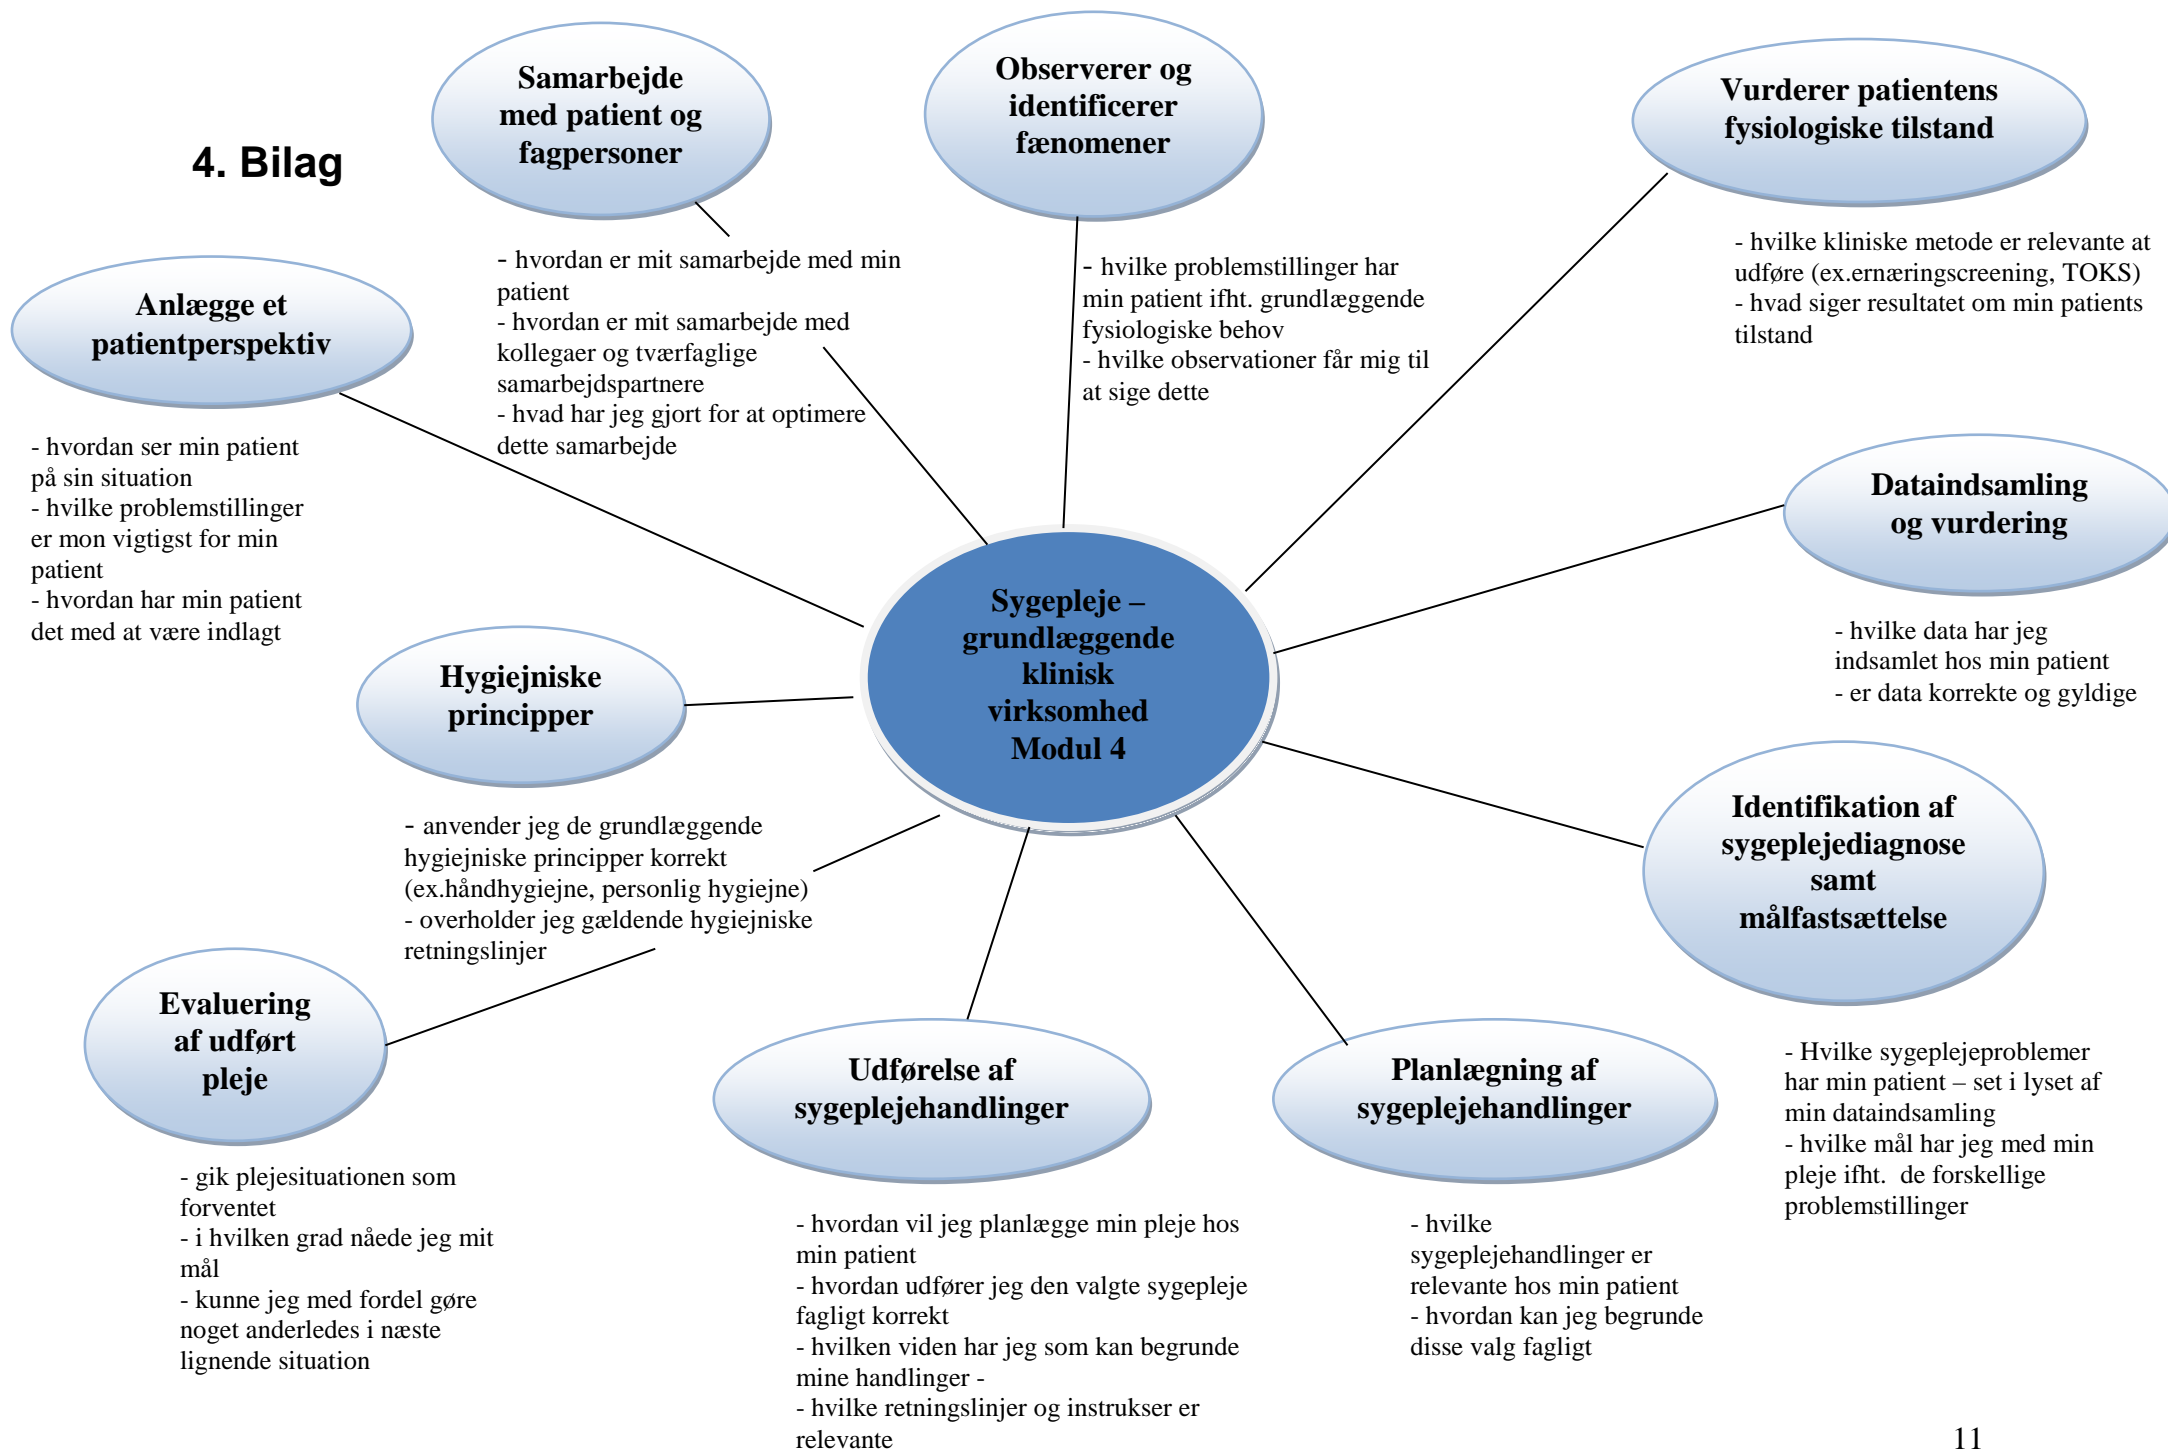 4. Bilag
Samarbejde
med patient og
fagpersoner
- hvordan er mit samarbejde med min
patient
- hvordan er mit samarbejde med
kollegaer og tværfaglige
samarbejdspartnere
- hvad har jeg gjort for at optimere
dette samarbejde
Observerer og
identificerer
fænomener
- hvilke problemstillinger har
min patient ifht. grundlæggende
fysiologiske behov
- hvilke observationer får mig til
at sige dette
Vurderer patientens
fysiologiske tilstand
- hvilke kliniske metode er relevante at
udføre (ex.ernæringscreening, TOKS)
- hvad siger resultatet om min patients
tilstand
Anlægge et
patientperspektiv
- hvordan ser min patient
på sin situation
- hvilke problemstillinger
er mon vigtigst for min
patient
- hvordan har min patient
det med at være indlagt
Dataindsamling
og vurdering
- hvilke data har jeg
indsamlet hos min patient
- er data korrekte og gyldige
Sygepleje –
grundlæggende
klinisk
virksomhed
Modul 4
Hygiejniske
principper
- anvender jeg de grundlæggende
hygiejniske principper korrekt
(ex.håndhygiejne, personlig hygiejne)
- overholder jeg gældende hygiejniske
retningslinjer
Identifikation af
sygeplejediagnose
samt
målfastsættelse
- Hvilke sygeplejeproblemer
har min patient – set i lyset af
min dataindsamling
- hvilke mål har jeg med min
pleje ifht.  de forskellige
problemstillinger
Evaluering
af udført
pleje
- gik plejesituationen som
forventet
- i hvilken grad nåede jeg mit
mål
- kunne jeg med fordel gøre
noget anderledes i næste
lignende situation
Udførelse af
sygeplejehandlinger
- hvordan vil jeg planlægge min pleje hos
min patient
- hvordan udfører jeg den valgte sygepleje
fagligt korrekt
- hvilken viden har jeg som kan begrunde
mine handlinger -
- hvilke retningslinjer og instrukser er
relevante
Planlægning af
sygeplejehandlinger
- hvilke
sygeplejehandlinger er
relevante hos min patient
- hvordan kan jeg begrunde
disse valg fagligt
11